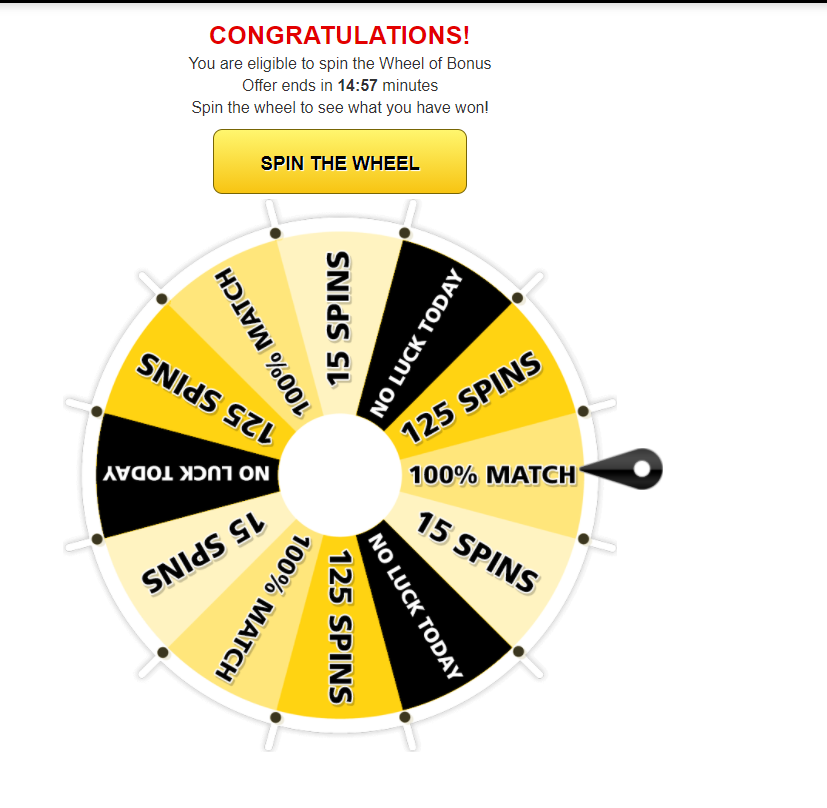 CONGRATULATIONS!
You are eligible to spin the Wheel of Bonus
Offer ends in 14:57 minutes
Spin the wheel to see what you have won!
SPIN THE WHEEL
15 SPINS
NO LUCK TODAY
125 SPINS
100% MATCH
15 SPINS
NO LUCK TODAY
125 SPINS
100% MATCH
15 SPINS
NO LUCK TODAY
125 SPINS
100% MATCH